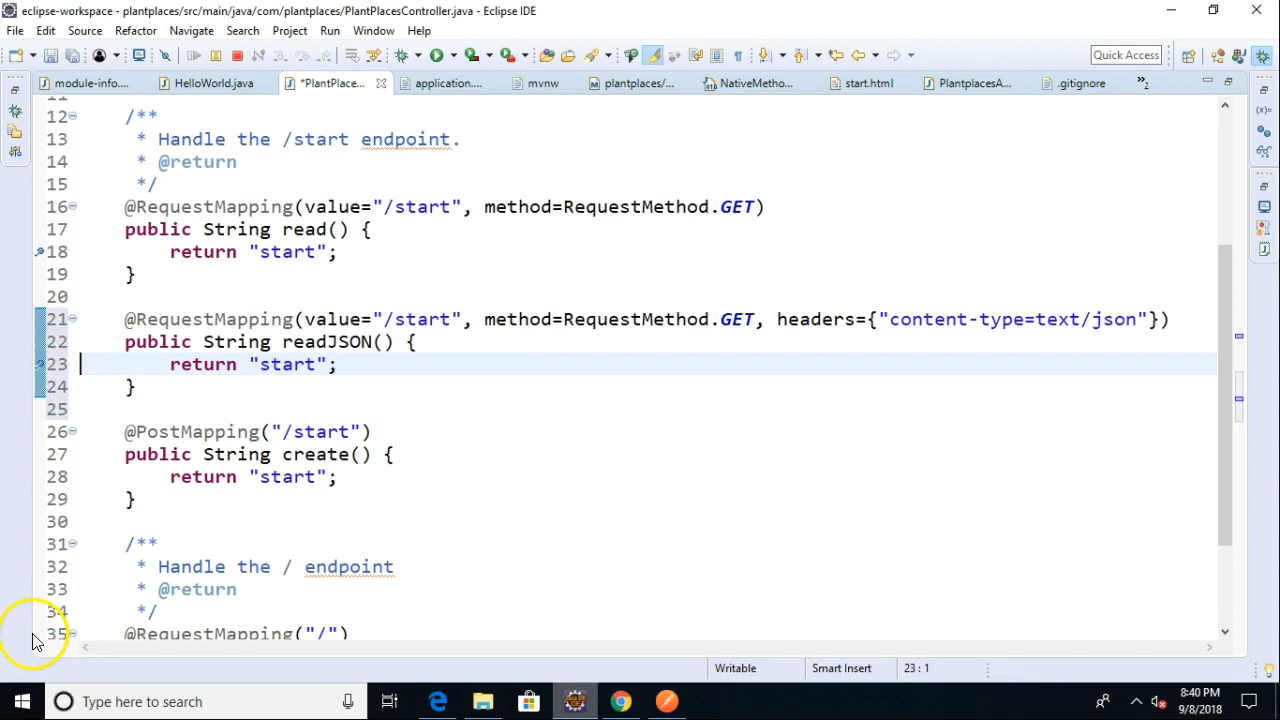 eclipse-workspace - plantplaces/src/main/java/com/plantplaces/PlantPlacesController.java - Eclipse IDE
File Edit Source Refactor Navigate Search Project Run Window Help
Quick Access
module-info.... HelloWorld.java *PlantPlace... application.... mvnw plantplaces/... NativeMetho... start.html PlantplacesA... .gitignore »2
11
12 /**
13 * Handle the /start endpoint.
14 * @return
15 */
16 @RequestMapping(value="/start", method=RequestMethod.GET)
17 public String read() {
18 return "start";
19 }
20
21 @RequestMapping(value="/start", method=RequestMethod.GET, headers={"content-type=text/json"})
22 public String readJSON() {
23 return "start";
24 }
25
26 @PostMapping("/start")
27 public String create() {
28 return "start";
29 }
30
31 /**
32 * Handle the / endpoint
33 * @return
34 */
35 @RequestMapping("/")
Writable Smart Insert 23 : 1
Type here to search
8:40 PM
9/8/2018